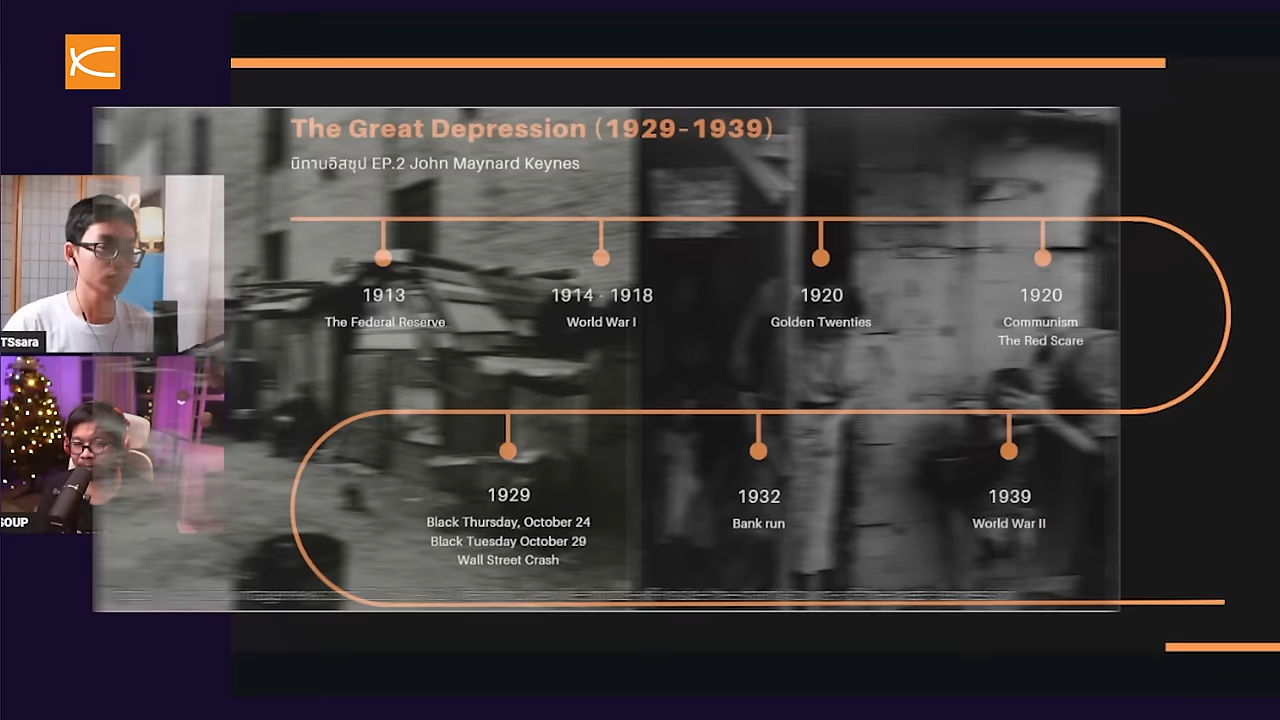 The Great Depression (1929-1939)
นิทานอิสซุป EP.2 John Maynard Keynes
1913
The Federal Reserve
1914 - 1918
World War I
1920
Golden Twenties
1920
Communism
The Red Scare
TSsara
1929
Black Thursday, October 24
Black Tuesday October 29
Wall Street Crash
1932
Bank run
1939
World War II
SOUP